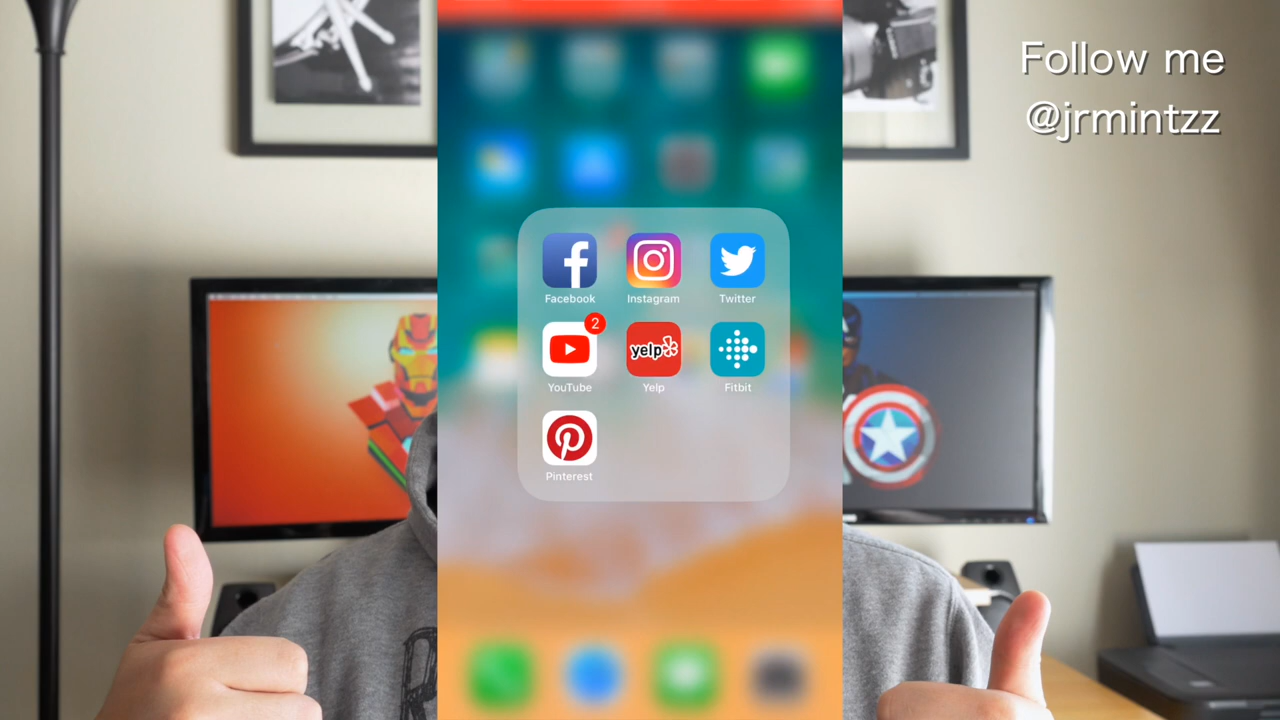 Follow me
@jrmintzz
Facebook
Instagram
Twitter
2
yelp
YouTube
Yelp
Fitbit
Pinterest